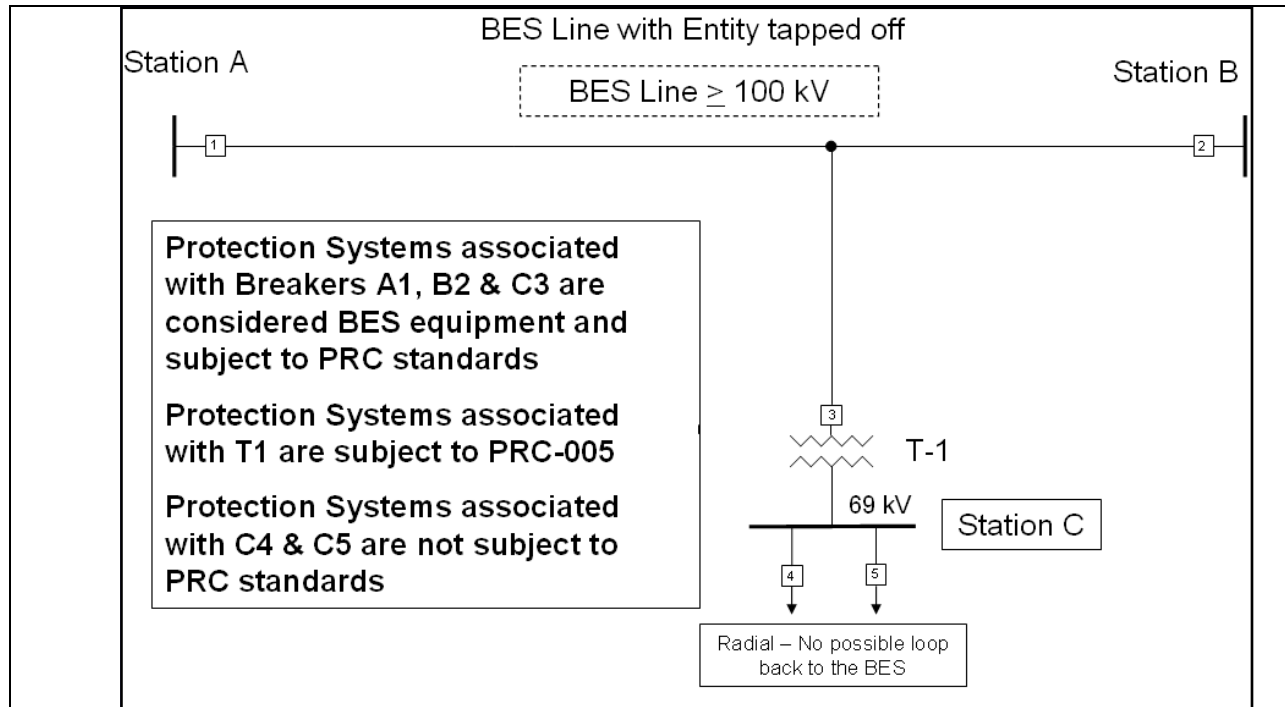 BES Line with Entity tapped off
Station A
BES Line ≥ 100 kV
Station B
1
2
Protection Systems associated
with Breakers A1, B2 & C3 are
considered BES equipment and
subject to PRC standards
Protection Systems associated
with T1 are subject to PRC-005
Protection Systems associated
with C4 & C5 are not subject to
PRC standards
3
T-1
69 kV
Station C
4
5
Radial – No possible loop
back to the BES